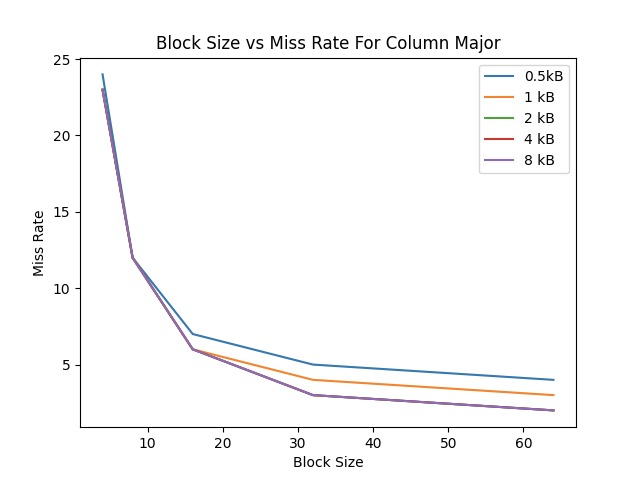 Block Size vs Miss Rate For Column Major
25
20
15
10
5
Miss Rate
0.5kB
1 kB
2 kB
4 kB
8 kB
10 20 30 40 50 60
Block Size